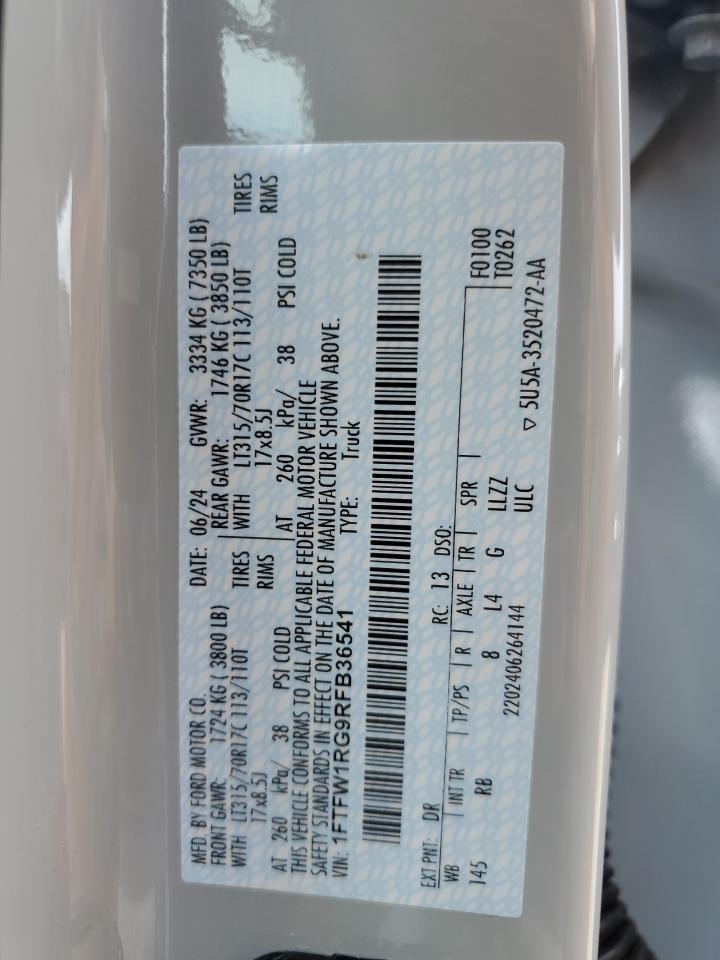 MFD. BY FORD MOTOR CO. DATE: 06/24 GVWR: 3334 KG ( 7350 LB)
FRONT GAWR: 1724 KG ( 3800 LB) REAR GAWR: 1746 KG ( 3850 LB)
WITH LT315/70R17C 113/110T TIRES WITH LT315/70R17C 113/110T TIRES
17x8.5J RIMS 17x8.5J RIMS
AT 260 kPa/ 38 PSI COLD AT 260 kPa/ 38 PSI COLD
THIS VEHICLE CONFORMS TO ALL APPLICABLE FEDERAL MOTOR VEHICLE
SAFETY STANDARDS IN EFFECT ON THE DATE OF MANUFACTURE SHOWN ABOVE.
VIN: 1FTFW1RG9RFB36541 TYPE: Truck
EXT PNT: DR RC: 13 DSO: F0100
WB INT TR TP/PS R AXLE TR SPR T0262
145 RB 8 L4 G LLZZ
2202406264144 ULC ▽ 5U5A-3520472-AA